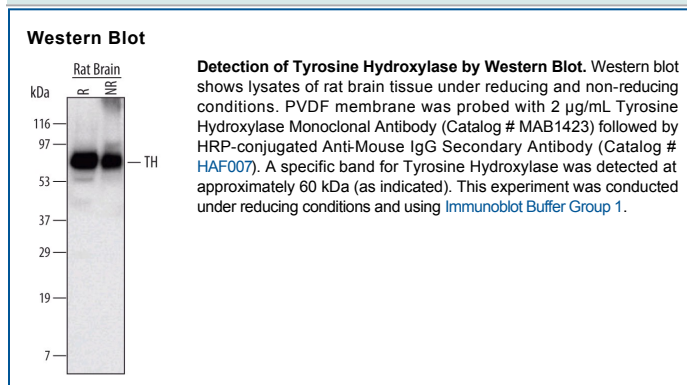 Western Blot
Rat Brain
kDa
R
NR
116
97
TH
53
37
29
19
7
Detection of Tyrosine Hydroxylase by Western Blot. Western blot
shows lysates of rat brain tissue under reducing and non-reducing
conditions. PVDF membrane was probed with 2 µg/mL Tyrosine
Hydroxylase Monoclonal Antibody (Catalog # MAB1423) followed by
HRP-conjugated Anti-Mouse IgG Secondary Antibody (Catalog #
HAF007). A specific band for Tyrosine Hydroxylase was detected at
approximately 60 kDa (as indicated). This experiment was conducted
under reducing conditions and using Immunoblot Buffer Group 1.